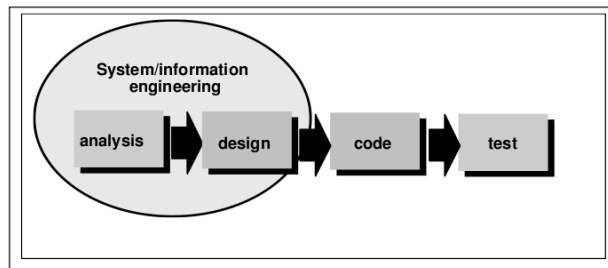 System/information
engineering
analysis
design
code
test